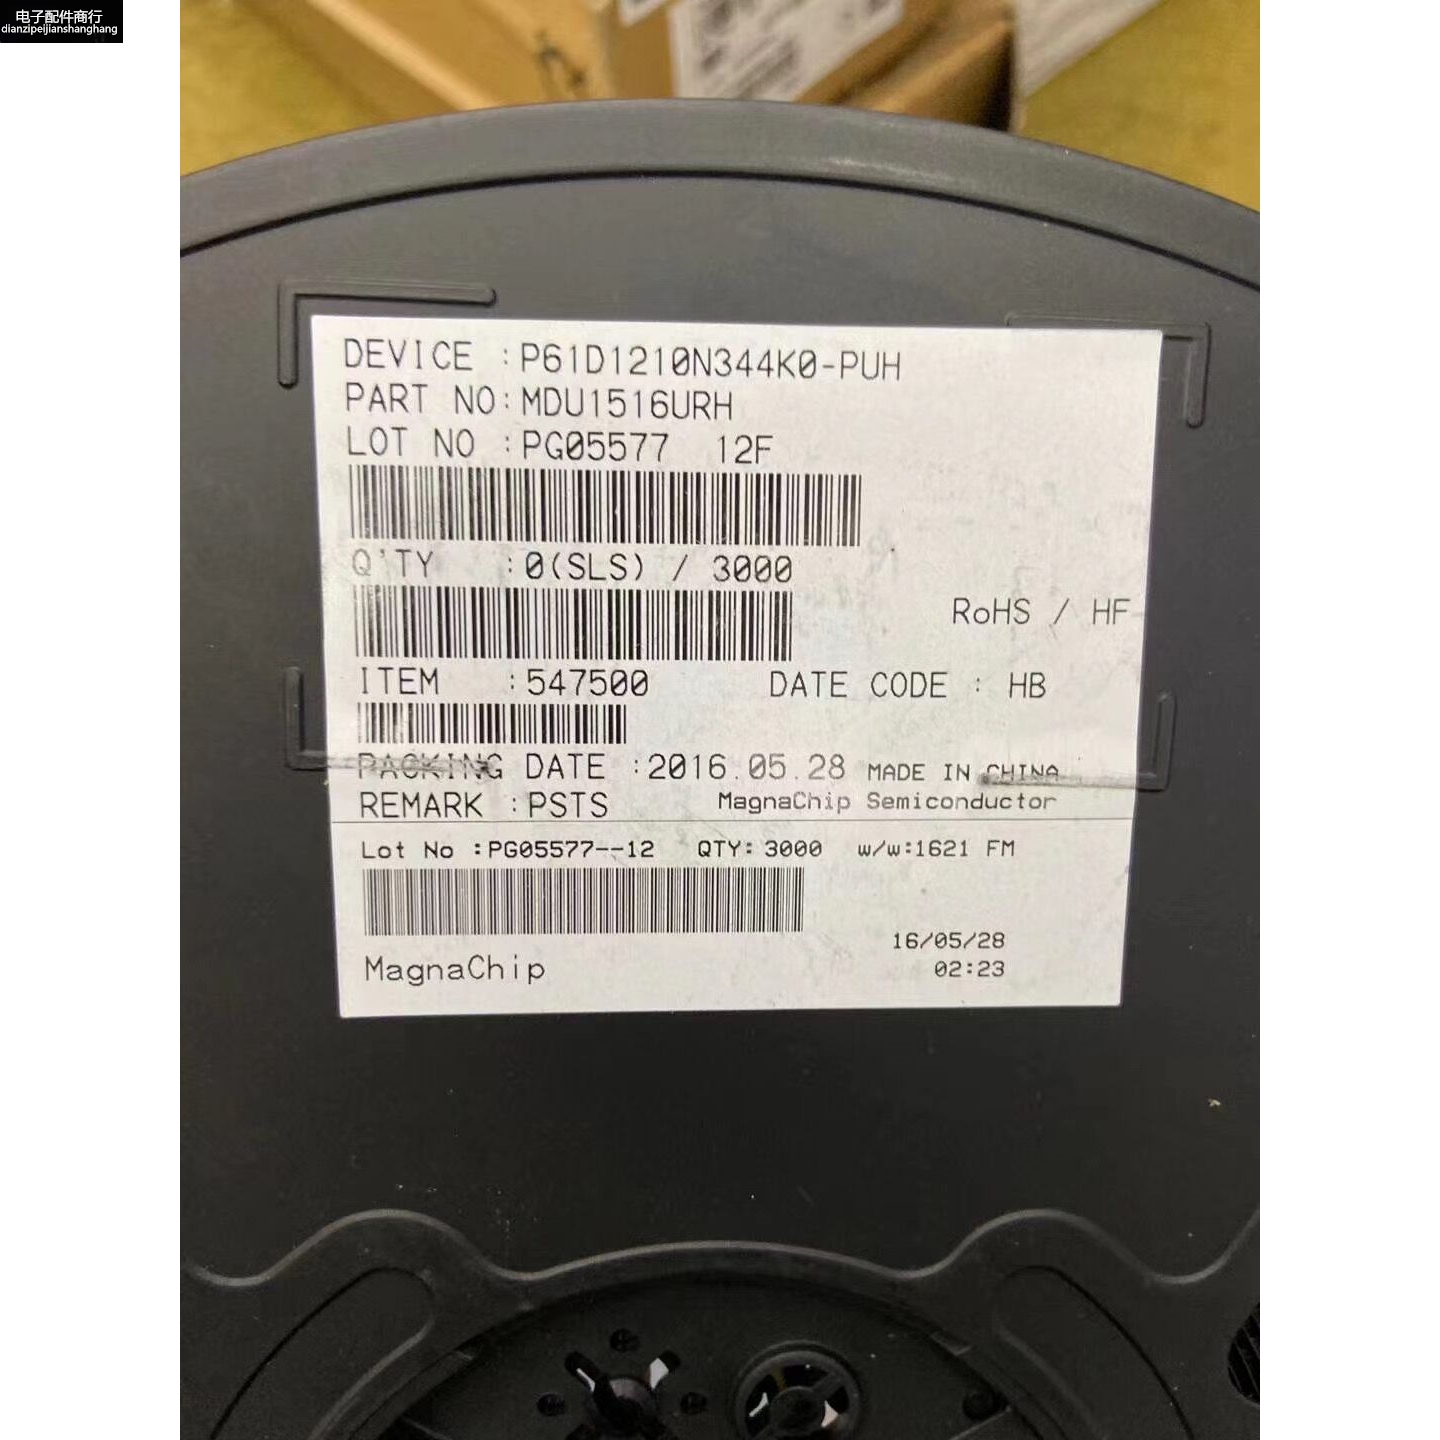 电子配件商行
dianzipeijianshanghang
DEVICE :P61D1210N344K0-PUH
PART NO:MDU1516URH
LOT NO :PG05577 12F
Q'TY :0(SLS) / 3000
RoHS / HF
ITEM :547500 DATE CODE : HB
PACKING DATE :2016.05.28 MADE IN CHINA
REMARK :PSTS MagnaChip Semiconductor
Lot No :PG05577--12 QTY: 3000 w/w:1621 FM
16/05/28
02:23
MagnaChip